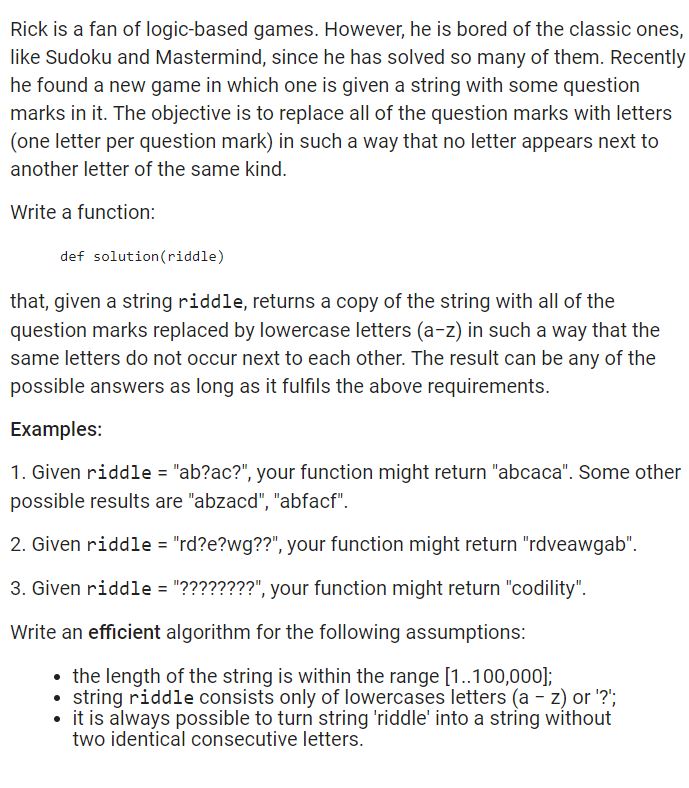 Rick is a fan of logic-based games. However, he is bored of the classic ones,
like Sudoku and Mastermind, since he has solved so many of them. Recently
he found a new game in which one is given a string with some question
marks in it. The objective is to replace all of the question marks with letters
(one letter per question mark) in such a way that no letter appears next to
another letter of the same kind.
Write a function:
def solution(riddle)
that, given a string riddle, returns a copy of the string with all of the
question marks replaced by lowercase letters (a-z) in such a way that the
same letters do not occur next to each other. The result can be any of the
possible answers as long as it fulfils the above requirements.
Examples:
1. Given riddle = "ab?ac?", your function might return "abcaca". Some other
possible results are "abzacd", "abfacf".
2. Given riddle = "rd?e?wg??", your function might return "rdveawgab".
3. Given riddle = "????????", your function might return "codility".
Write an efficient algorithm for the following assumptions:
• the length of the string is within the range [1..100,000];
• string riddle consists only of lowercases letters (a - z) or '?';
• it is always possible to turn string 'riddle' into a string without
two identical consecutive letters.